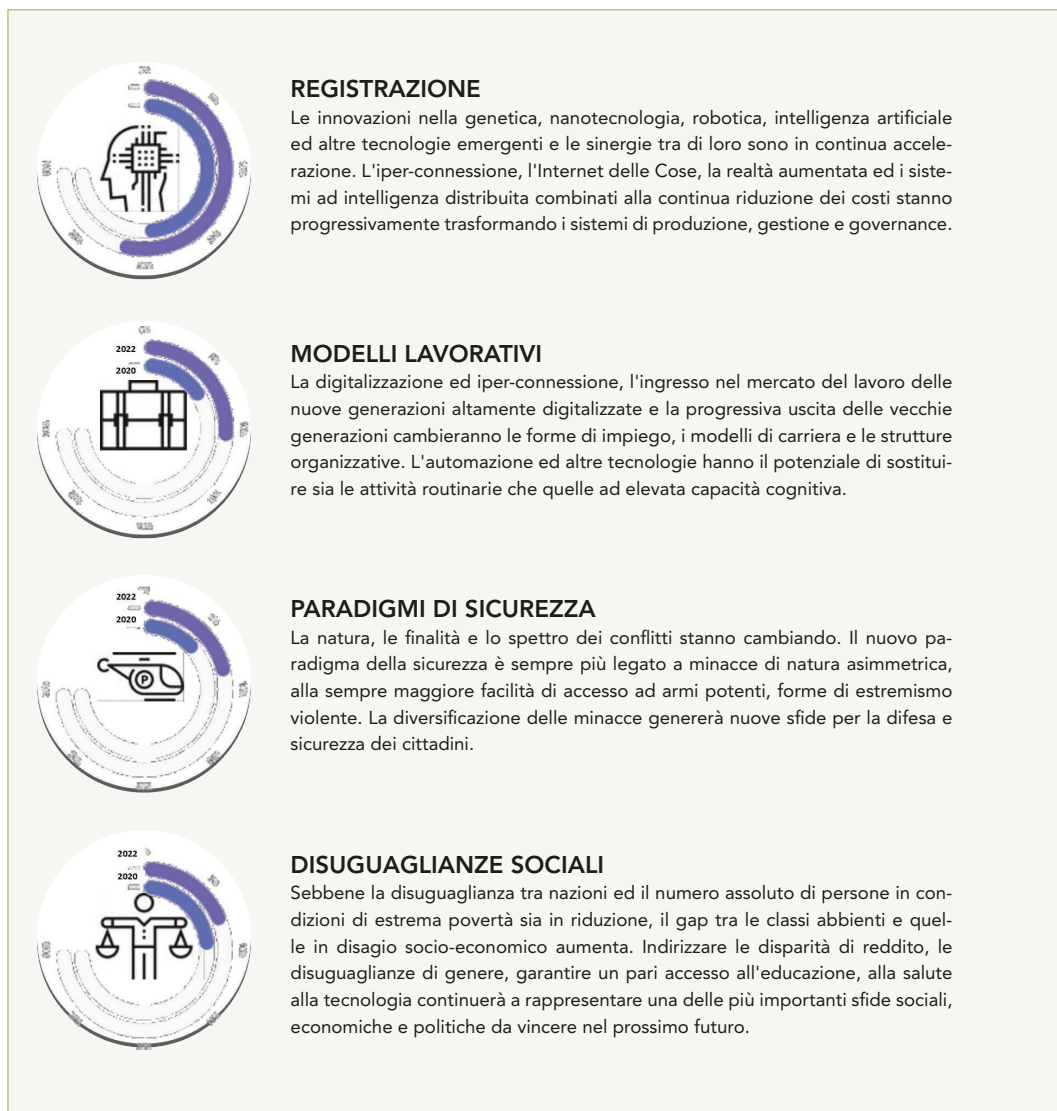 REGISTRAZIONE
Le innovazioni nella genetica, nanotecnologia, robotica, intelligenza artificiale
ed altre tecnologie emergenti e le sinergie tra di loro sono in continua accele-
razione. L'iper-connessione, l'Internet delle Cose, la realtà aumentata ed i siste-
mi ad intelligenza distribuita combinati alla continua riduzione dei costi stanno
progressivamente trasformando i sistemi di produzione, gestione e governance.
2022
2020
MODELLI LAVORATIVI
La digitalizzazione ed iper-connessione, l'ingresso nel mercato del lavoro delle
nuove generazioni altamente digitalizzate e la progressiva uscita delle vecchie
generazioni cambieranno le forme di impiego, i modelli di carriera e le strutture
organizzative. L'automazione ed altre tecnologie hanno il potenziale di sostitui-
re sia le attività routinarie che quelle ad elevata capacità cognitiva.
2022
2020
P
PARADIGMI DI SICUREZZA
La natura, le finalità e lo spettro dei conflitti stanno cambiando. Il nuovo pa-
radigma della sicurezza è sempre più legato a minacce di natura asimmetrica,
alla sempre maggiore facilità di accesso ad armi potenti, forme di estremismo
violente. La diversificazione delle minacce genererà nuove sfide per la difesa e
sicurezza dei cittadini.
2022
2020
DISUGUAGLIANZE SOCIALI
Sebbene la disuguaglianza tra nazioni ed il numero assoluto di persone in con-
dizioni di estrema povertà sia in riduzione, il gap tra le classi abbienti e quel-
le in disagio socio-economico aumenta. Indirizzare le disparità di reddito, le
disuguaglianze di genere, garantire un pari accesso all'educazione, alla salute
alla tecnologia continuerà a rappresentare una delle più importanti sfide sociali,
economiche e politiche da vincere nel prossimo futuro.